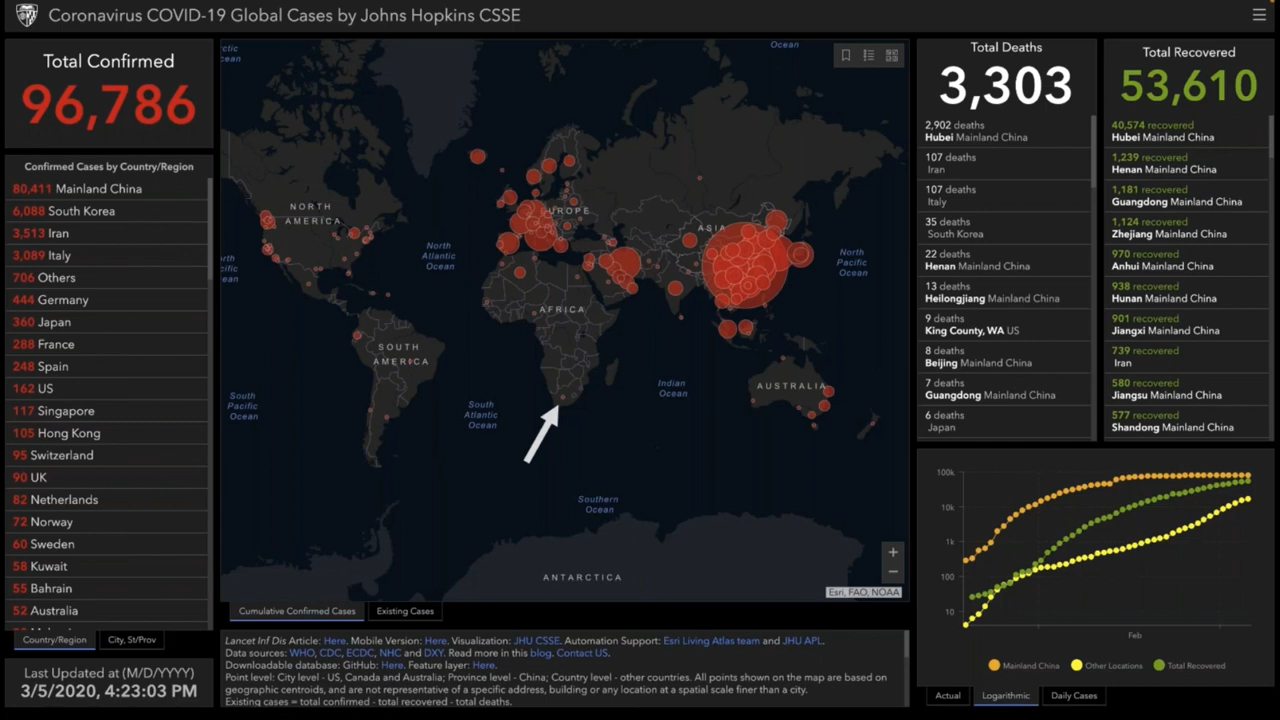 Coronavirus COVID-19 Global Cases by Johns Hopkins CSSE
Total Confirmed
96,786
Confirmed Cases by Country/Region
80,411 Mainland China
6,088 South Korea
3,513 Iran
3,089 Italy
706 Others
444 Germany
360 Japan
288 France
248 Spain
162 US
117 Singapore
105 Hong Kong
95 Switzerland
90 UK
82 Netherlands
72 Norway
60 Sweden
58 Kuwait
55 Bahrain
52 Australia
Country/Region
City, St/Prov
Last Updated at (M/D/YYYY)
3/5/2020, 4:23:03 PM
ctic
cean
Ocean
NORTH
AMERICA
EUROPE
ASIA
North
Atlantic
Ocean
North
Pacific
Ocean
rth
ific
ean
AFRICA
SOUTH
AMERICA
Indian
Ocean
AUSTRALIA
South
Pacific
Ocean
South
Atlantic
Ocean
Southern
Ocean
ANTARCTICA
+
−
Esri, FAO, NOAA
Cumulative Confirmed Cases
Existing Cases
Lancet Inf Dis Article: Here. Mobile Version: Here. Visualization: JHU CSSE. Automation Support: Esri Living Atlas team and JHU APL.
Data sources: WHO, CDC, ECDC, NHC and DXY. Read more in this blog. Contact US.
Downloadable database: GitHub: Here. Feature layer: Here.
Point level: City level - US, Canada and Australia; Province level - China; Country level - other countries. All points shown on the map are based on
geographic centroids, and are not representative of a specific address, building or any location at a spatial scale finer than a city.
Existing cases = total confirmed - total recovered - total deaths.
Total Deaths
3,303
2,902 deaths
Hubei Mainland China
107 deaths
Iran
107 deaths
Italy
35 deaths
South Korea
22 deaths
Henan Mainland China
13 deaths
Heilongjiang Mainland China
9 deaths
King County, WA US
8 deaths
Beijing Mainland China
7 deaths
Guangdong Mainland China
6 deaths
Japan
Total Recovered
53,610
40,574 recovered
Hubei Mainland China
1,239 recovered
Henan Mainland China
1,181 recovered
Guangdong Mainland China
1,124 recovered
Zhejiang Mainland China
970 recovered
Anhui Mainland China
938 recovered
Hunan Mainland China
901 recovered
Jiangxi Mainland China
739 recovered
Iran
580 recovered
Jiangsu Mainland China
577 recovered
Shandong Mainland China
100k
10k
1k
100
10
Feb
Mainland China
Other Locations
Total Recovered
Actual
Logarithmic
Daily Cases